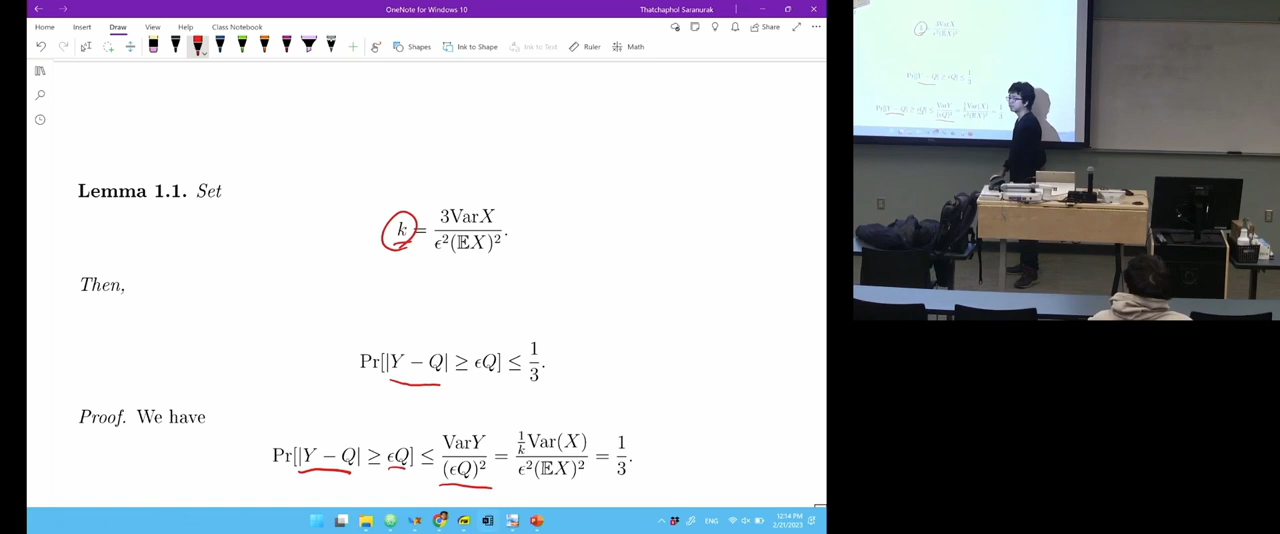 OneNote for Windows 10
Thatchaphol Saranurak
Home Insert Draw View Help Class Notebook
Share
Shapes Ink to Shape Ink to Text Ruler Math
Lemma 1.1. Set
k = 3VarX / ϵ²(𝔼X)² .
Then,
Pr[|Y − Q| ≥ ϵQ] ≤ 1/3 .
Proof. We have
Pr[|Y − Q| ≥ ϵQ] ≤ VarY / (ϵQ)² = 1/k Var(X) / ϵ²(𝔼X)² = 1/3 .
ENG
12:14 PM
2/21/2023